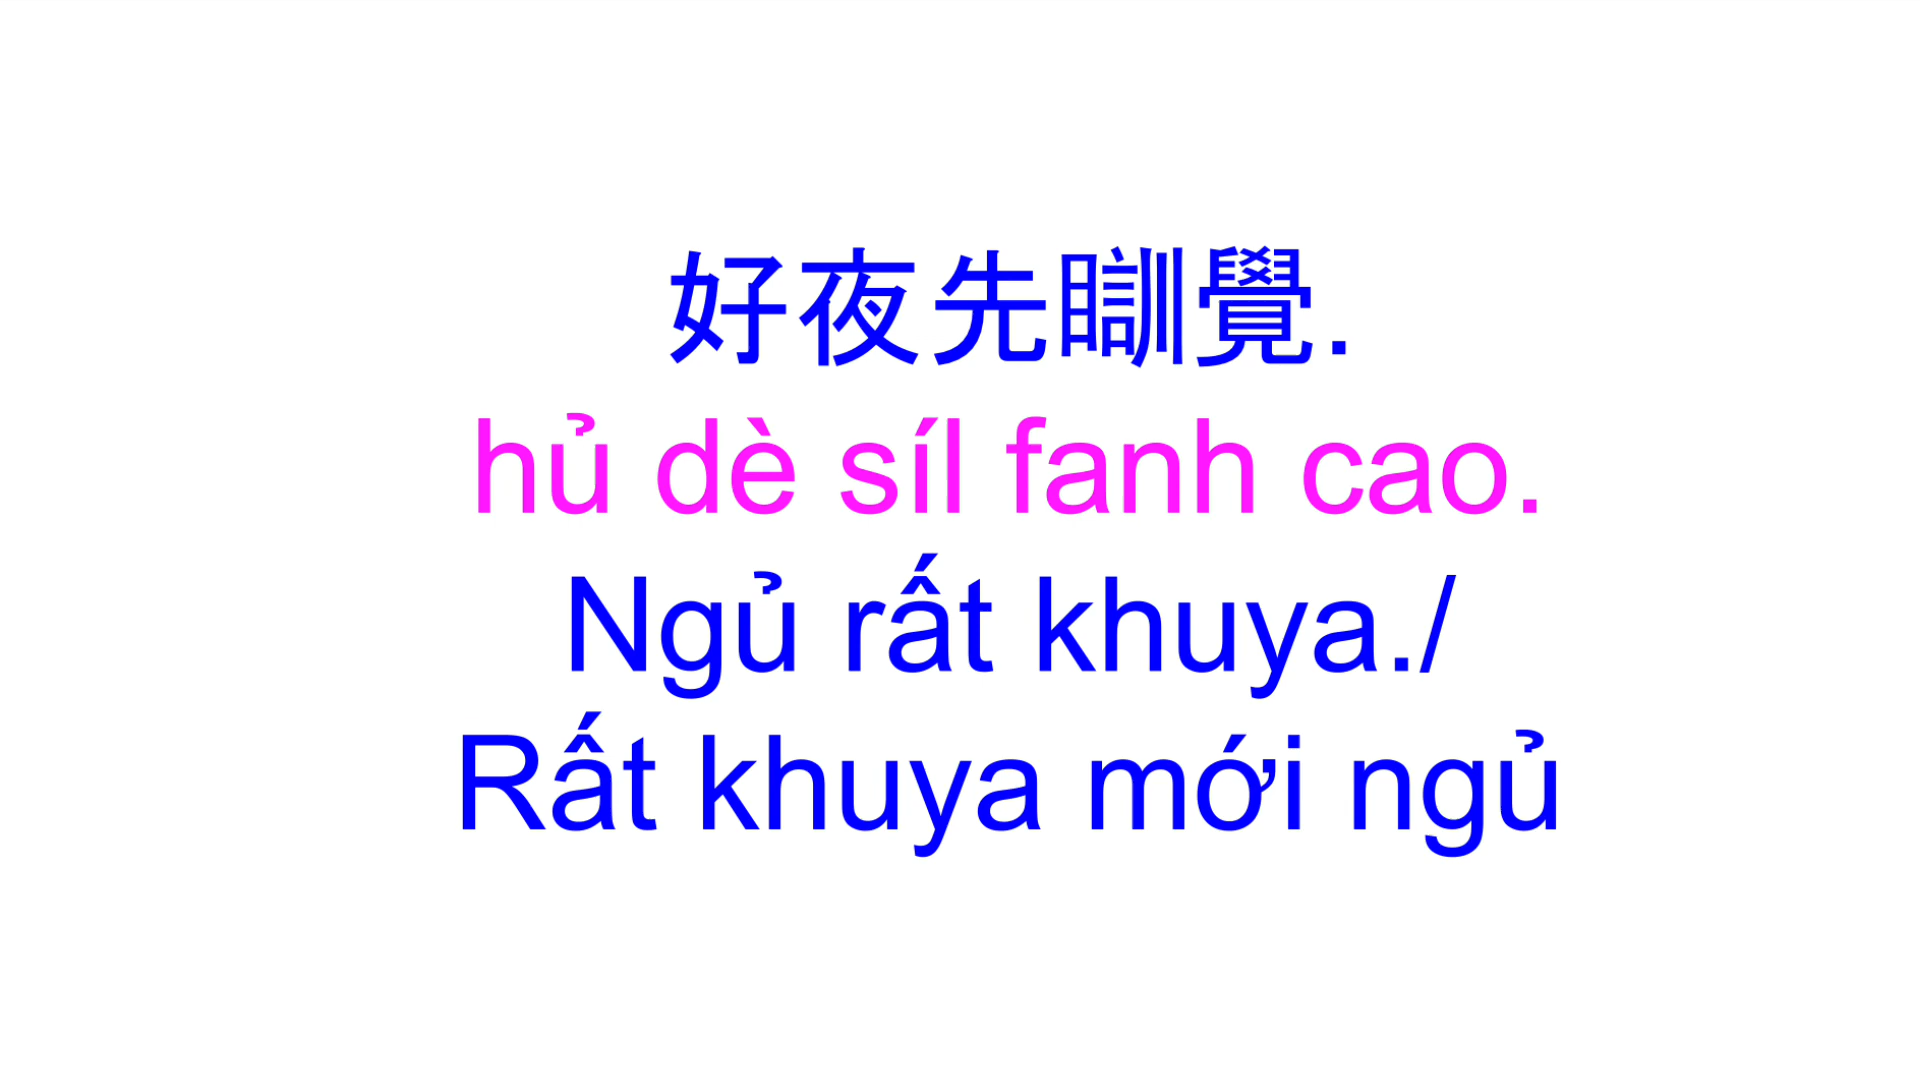 好夜先瞓覺.
hủ dè síl fanh cao.
Ngủ rất khuya./
Rất khuya mới ngủ